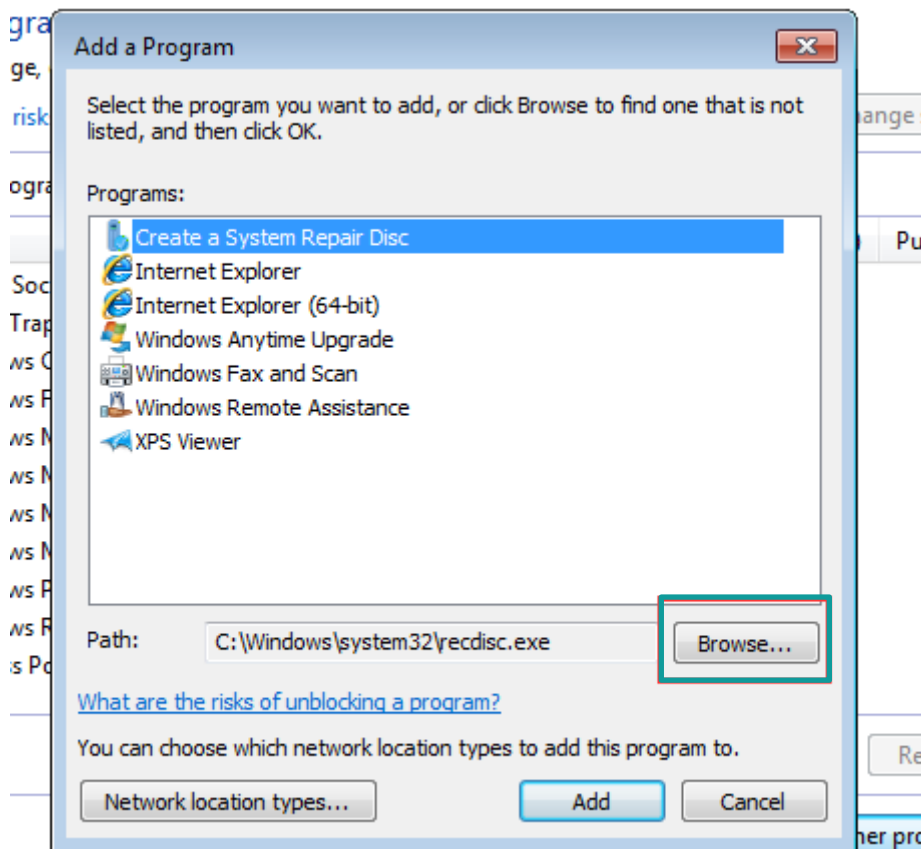 Add a Program
Select the program you want to add, or click Browse to find one that is not
listed, and then click OK.
Programs:
Create a System Repair Disc
Internet Explorer
Internet Explorer (64-bit)
Windows Anytime Upgrade
Windows Fax and Scan
Windows Remote Assistance
XPS Viewer
Path: C:\Windows\system32\recdisc.exe Browse...
What are the risks of unblocking a program?
You can choose which network location types to add this program to.
Network location types... Add Cancel